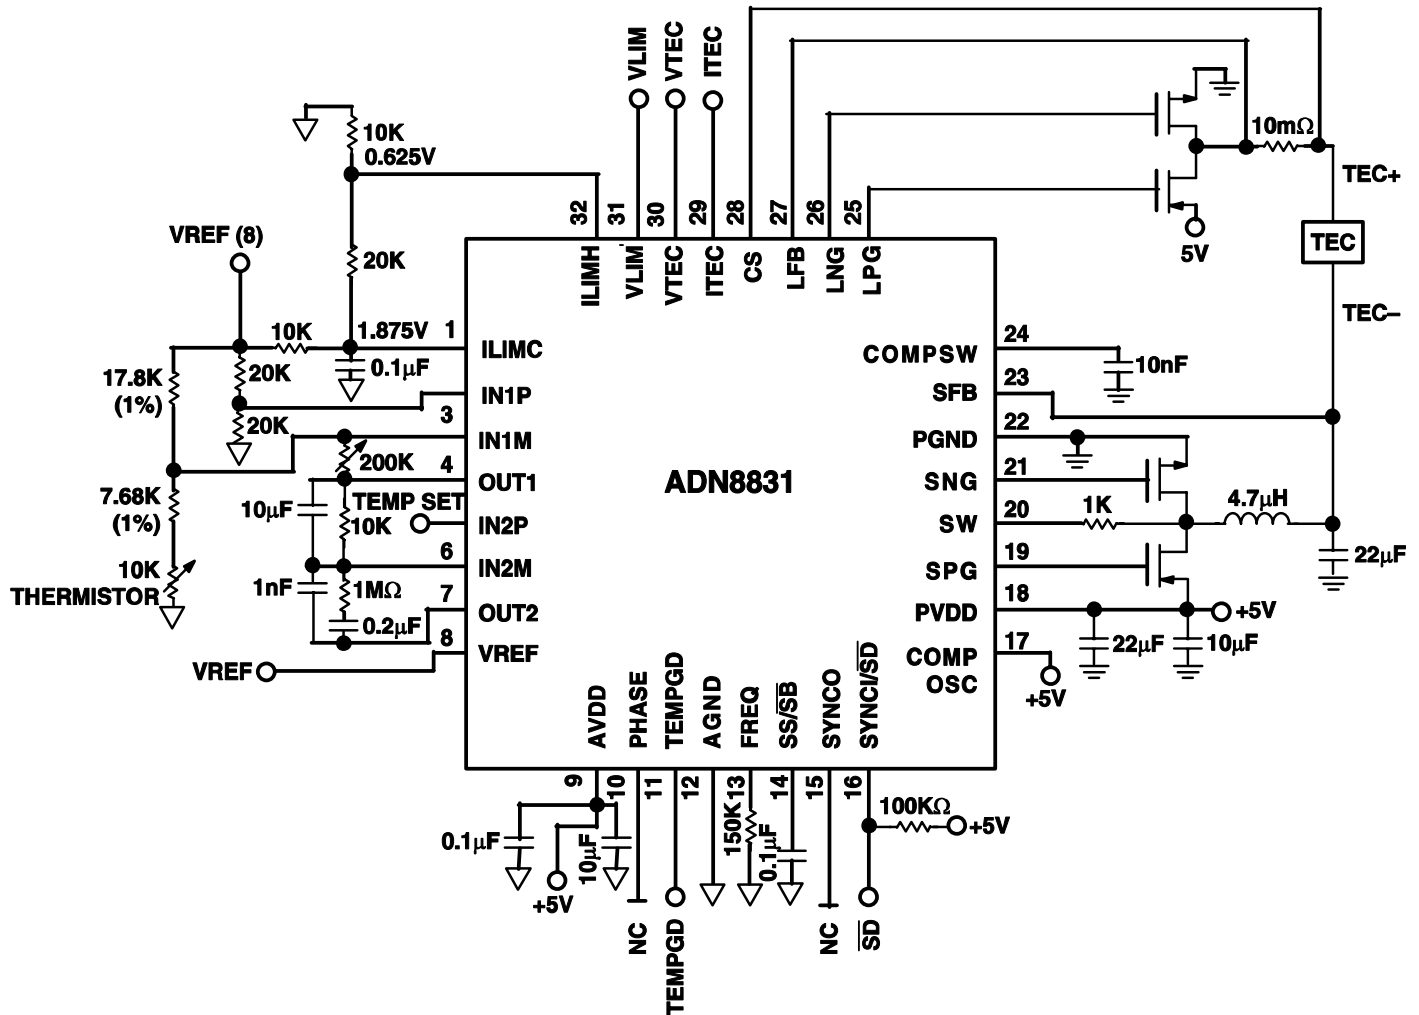 VLIM
VTEC
ITEC
10K
0.625V
10mΩ
TEC+
32
31
30
29
28
27
26
25
VREF (8)
20K
5V
TEC
ILIMH
VLIM
VTEC
ITEC
CS
LFB
LNG
LPG
TEC–
10K
1.875V
1
ILIMC
COMPSW
24
10nF
17.8K
(1%)
20K
0.1μF
IN1P
SFB
23
3
20K
IN1M
PGND
22
200K
4
OUT1
ADN8831
SNG
21
7.68K
(1%)
10μF
TEMP SET
10K
IN2P
SW
20
1K
4.7μH
6
IN2M
SPG
19
22μF
10K
THERMISTOR
1nF
1MΩ
7
OUT2
PVDD
18
+5V
0.2μF
8
VREF
VREF
COMP
OSC
17
+5V
22μF
10μF
AVDD
PHASE
TEMPGD
AGND
FREQ
SS/SB
SYNCO
SYNCI/SD
9
10
11
12
13
14
15
16
0.1μF
+5V
10μF
150K
0.1μF
100KΩ
+5V
NC
TEMPGD
NC
SD